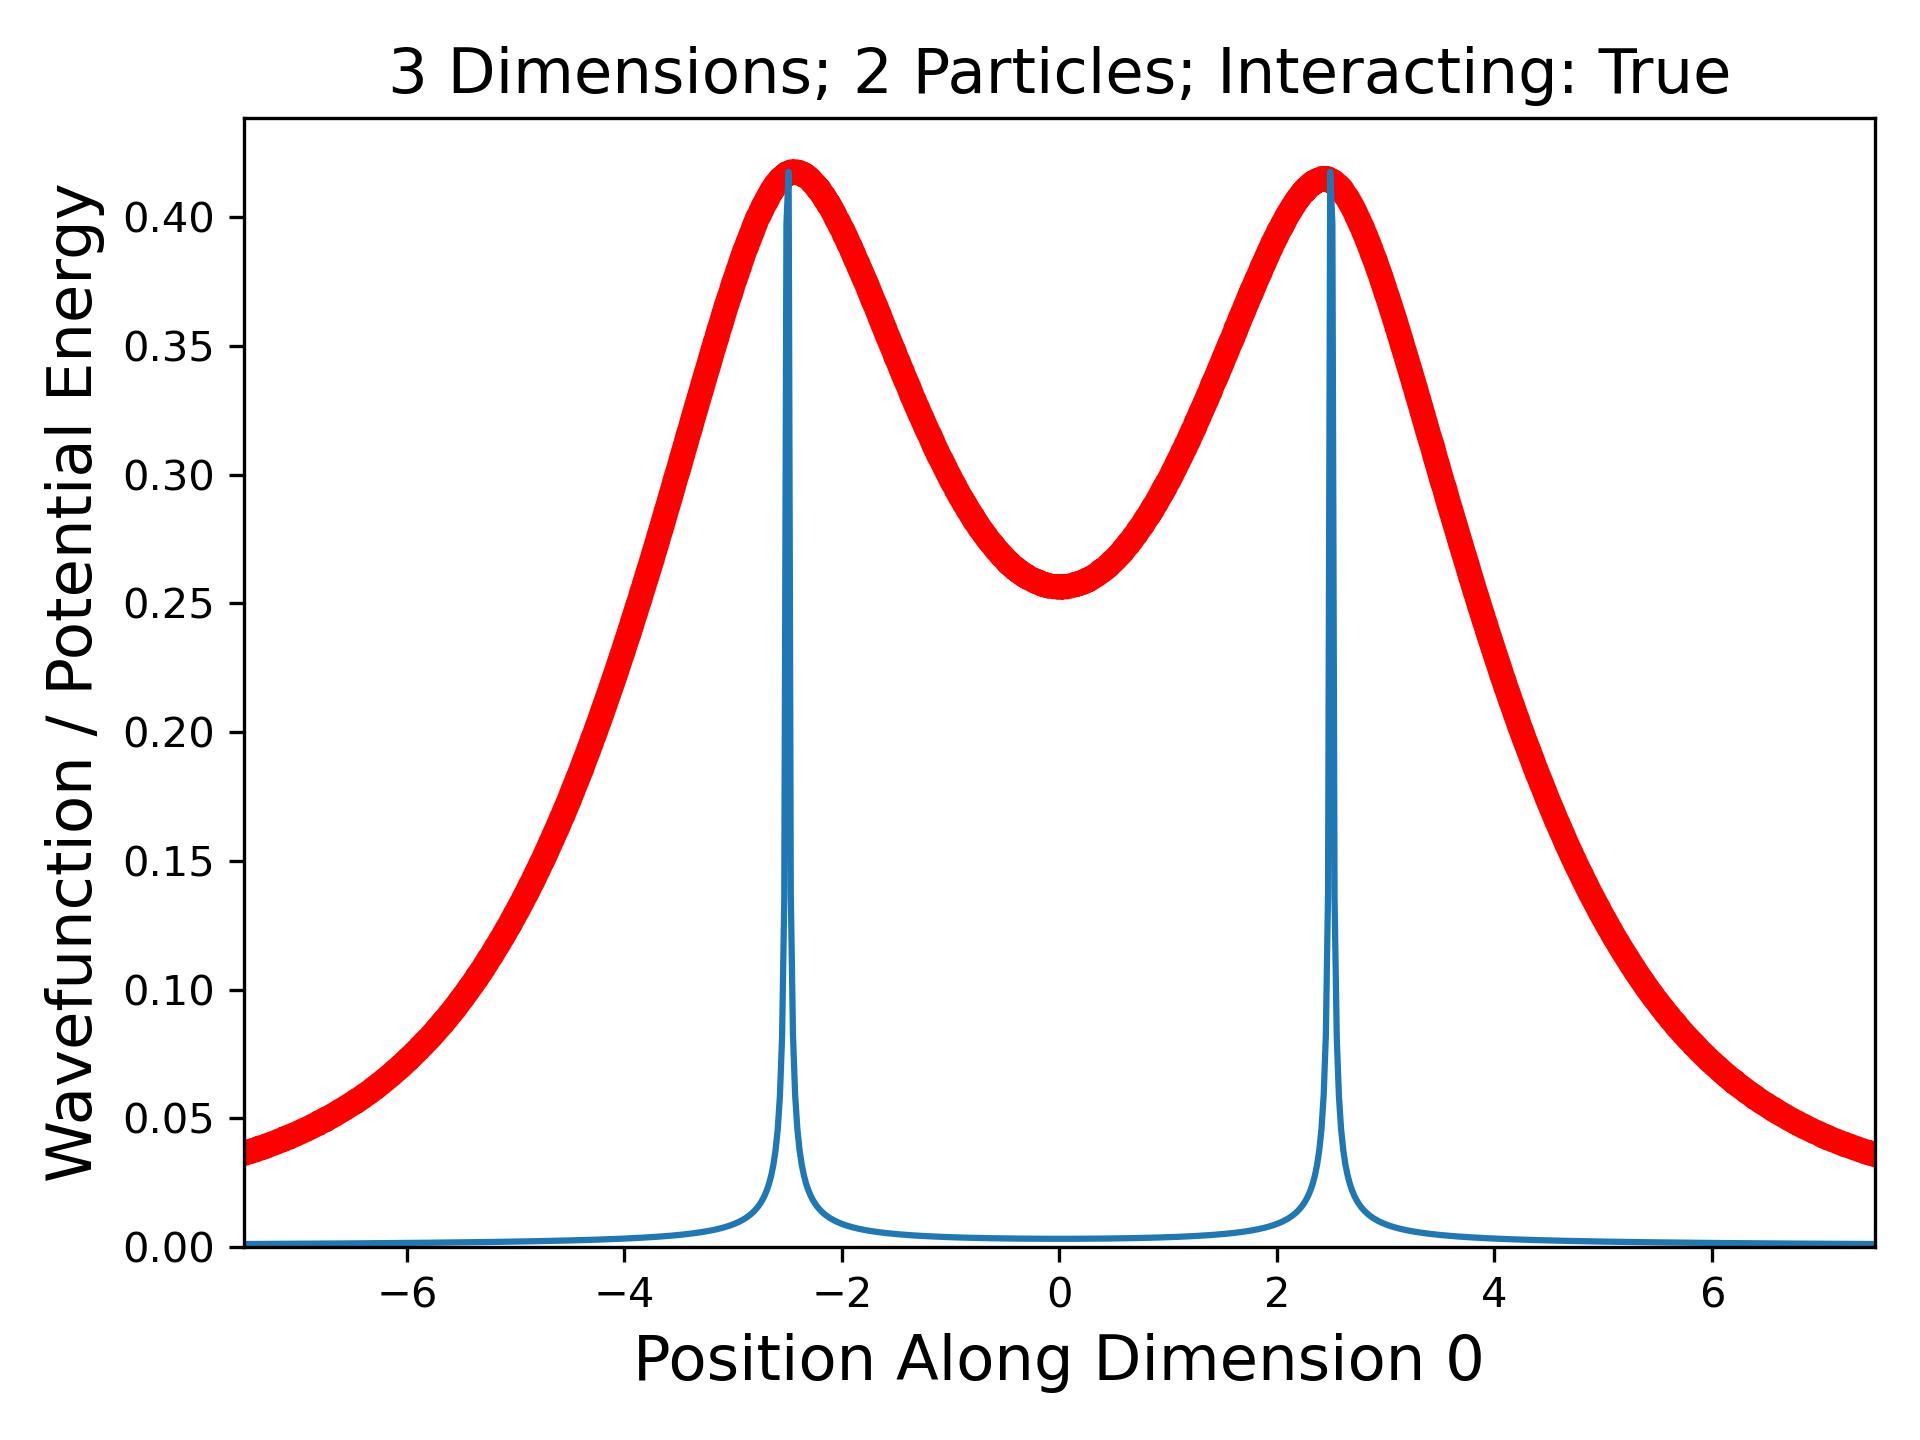 3 Dimensions; 2 Particles; Interacting: True
Wavefunction / Potential Energy
0.40
0.35
0.30
0.25
0.20
0.15
0.10
0.05
0.00
−6 −4 −2 0 2 4 6
Position Along Dimension 0